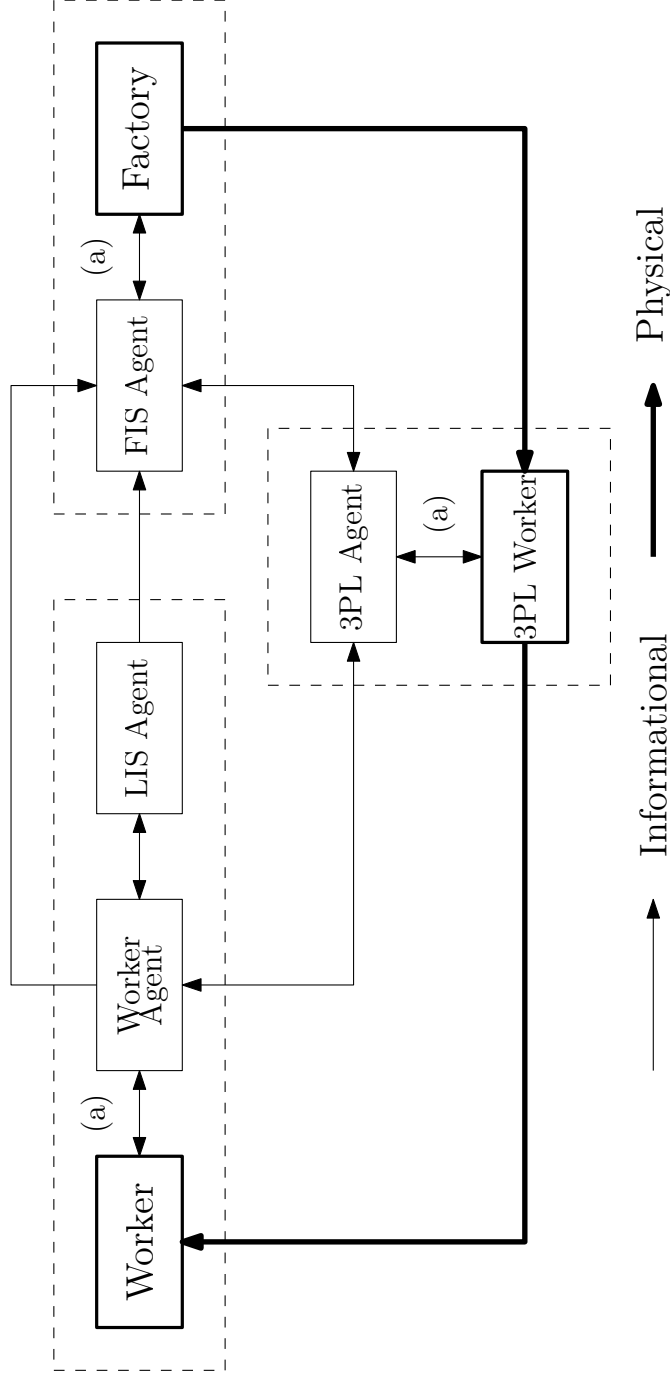 Worker
(a)
Worker
Agent
LIS Agent
FIS Agent
(a)
Factory
3PL Agent
(a)
3PL Worker
Informational
Physical